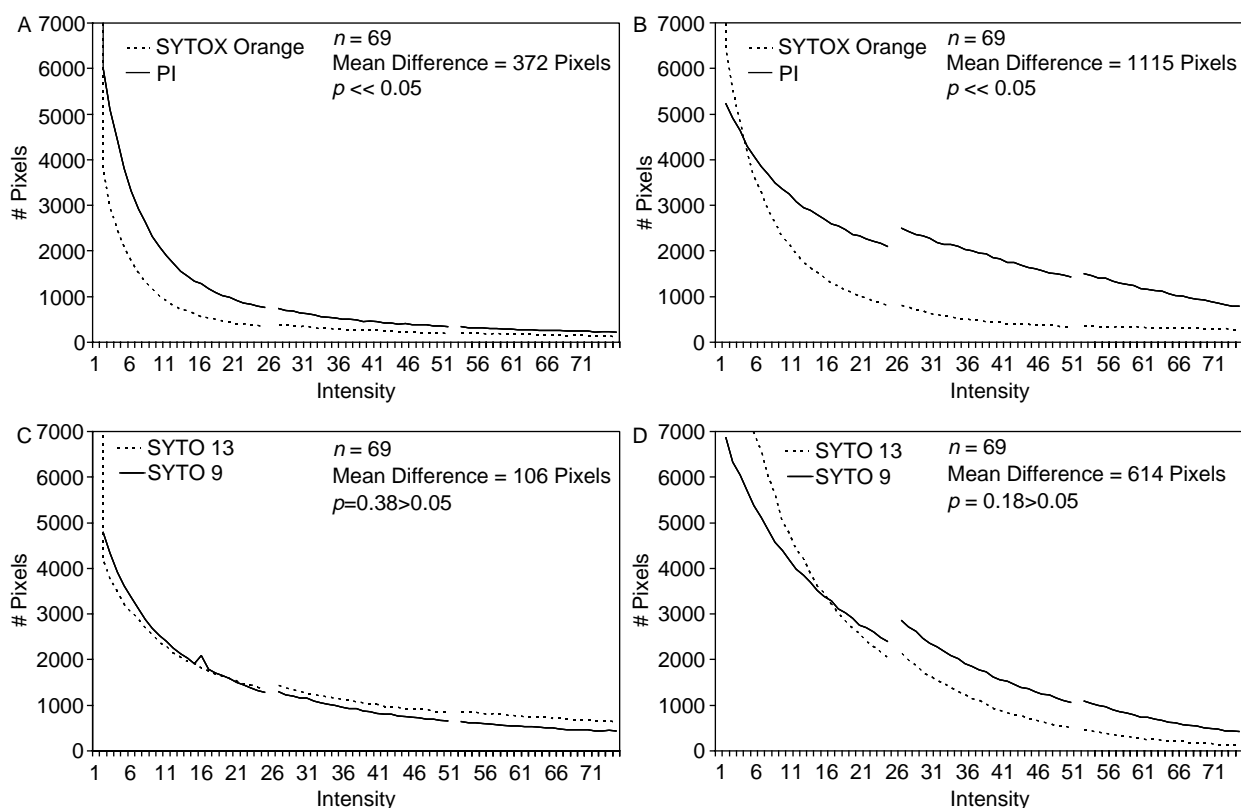 A
7000
6000
5000
4000
3000
2000
1000
0
# Pixels
SYTOX Orange
PI
n = 69
Mean Difference = 372 Pixels
p << 0.05
1 6 11 16 21 26 31 36 41 46 51 56 61 66 71
Intensity
B
7000
6000
5000
4000
3000
2000
1000
0
# Pixels
SYTOX Orange
PI
n = 69
Mean Difference = 1115 Pixels
p << 0.05
1 6 11 16 21 26 31 36 41 46 51 56 61 66 71
Intensity
C
7000
6000
5000
4000
3000
2000
1000
0
# Pixels
SYTO 13
SYTO 9
n = 69
Mean Difference = 106 Pixels
p=0.38>0.05
1 6 11 16 21 26 31 36 41 46 51 56 61 66 71
Intensity
D
7000
6000
5000
4000
3000
2000
1000
0
# Pixels
SYTO 13
SYTO 9
n = 69
Mean Difference = 614 Pixels
p = 0.18>0.05
1 6 11 16 21 26 31 36 41 46 51 56 61 66 71
Intensity